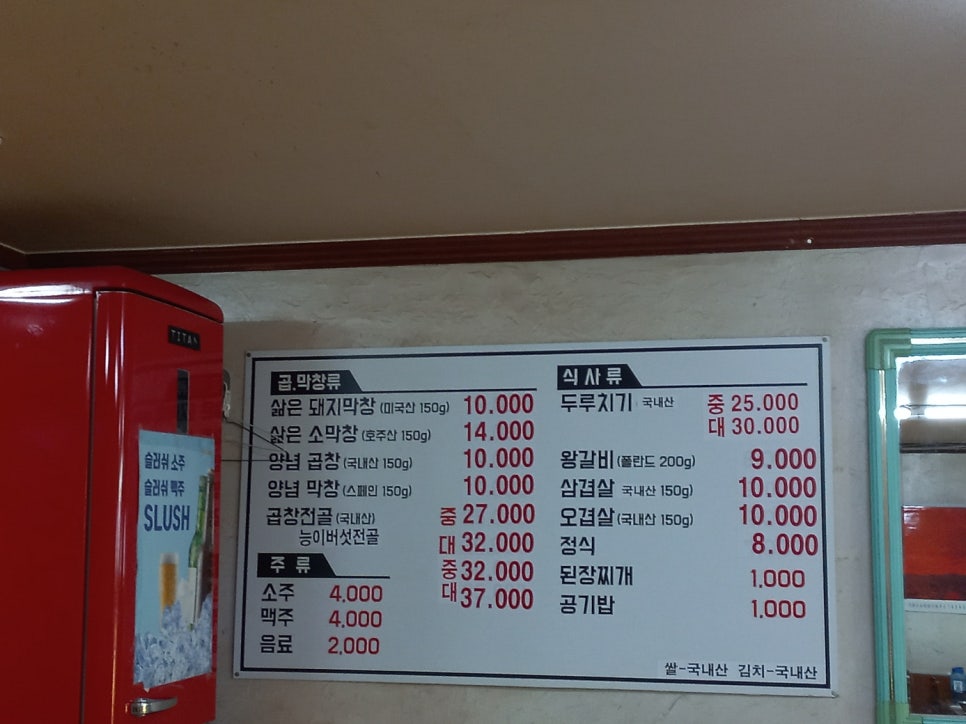 TITAN
슬러쉬 소주
슬러쉬 맥주
SLUSH
곱.막창류
삶은 돼지막창 (미국산 150g) 10.000
삶은 소막창 (호주산 150g) 14.000
양념 곱창 (국내산 150g) 10.000
양념 막창 (스페인 150g) 10.000
곱창전골 (국내산) 중 27.000
능이버섯전골
대 32.000
중 32.000
대 37.000
주 류
소주 4,000
맥주 4,000
음료 2,000
식 사 류
두루치기 국내산 중 25.000
대 30.000
왕갈비 (폴란드 200g) 9.000
삼겹살 국내산 150g) 10.000
오겹살 (국내산 150g) 10.000
정식 8.000
된장찌개 1,000
공기밥 1,000
쌀-국내산 김치-국내산